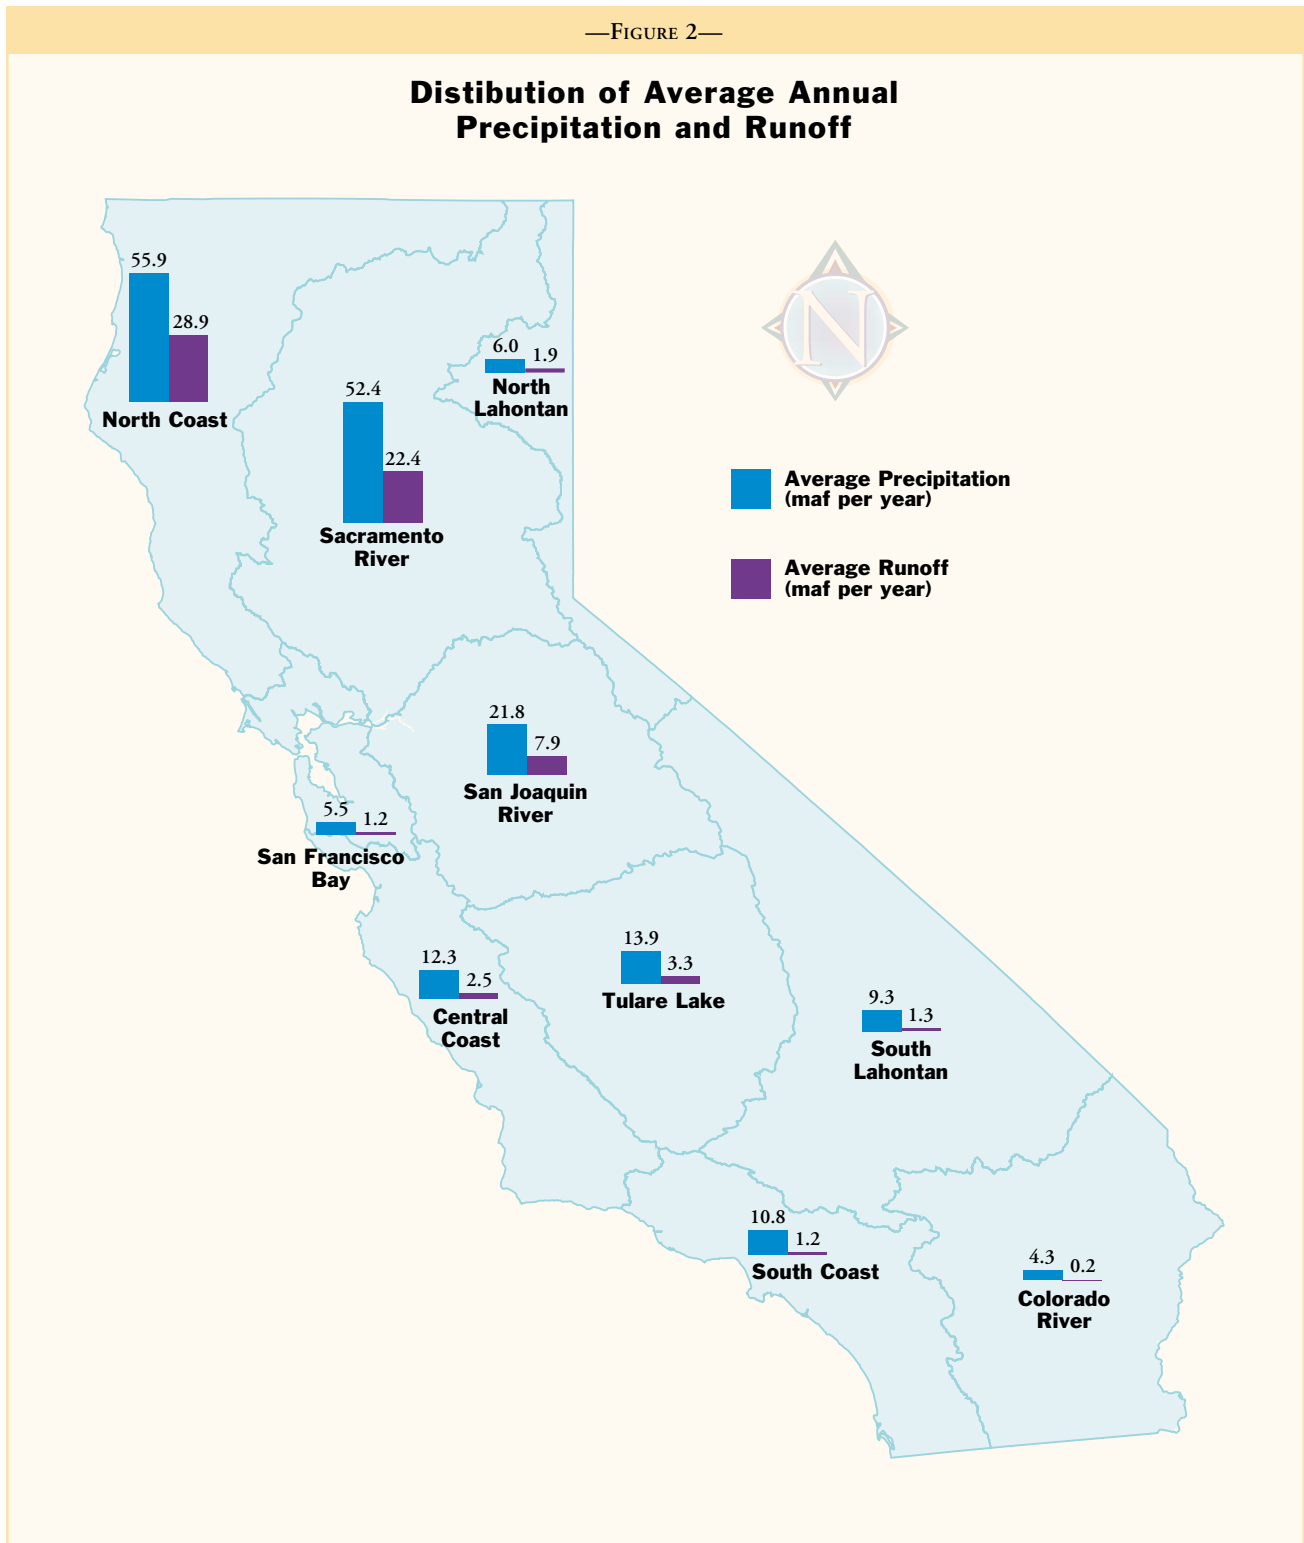 —Figure 2—
Distibution of Average Annual
Precipitation and Runoff
55.9
28.9
North Coast
6.0
1.9
North
Lahontan
N
52.4
22.4
Sacramento
River
Average Precipitation
(maf per year)
Average Runoff
(maf per year)
21.8
7.9
San Joaquin
River
5.5
1.2
San Francisco
Bay
12.3
2.5
Central
Coast
13.9
3.3
Tulare Lake
9.3
1.3
South
Lahontan
10.8
1.2
South Coast
4.3
0.2
Colorado
River